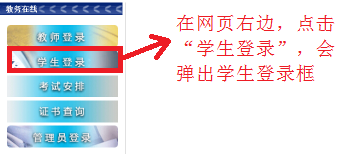 教务在线
教师登录
学生登录
考试安排
证书查询
管理员登录
在网页右边，点击
“学生登录”，会
弹出学生登录框